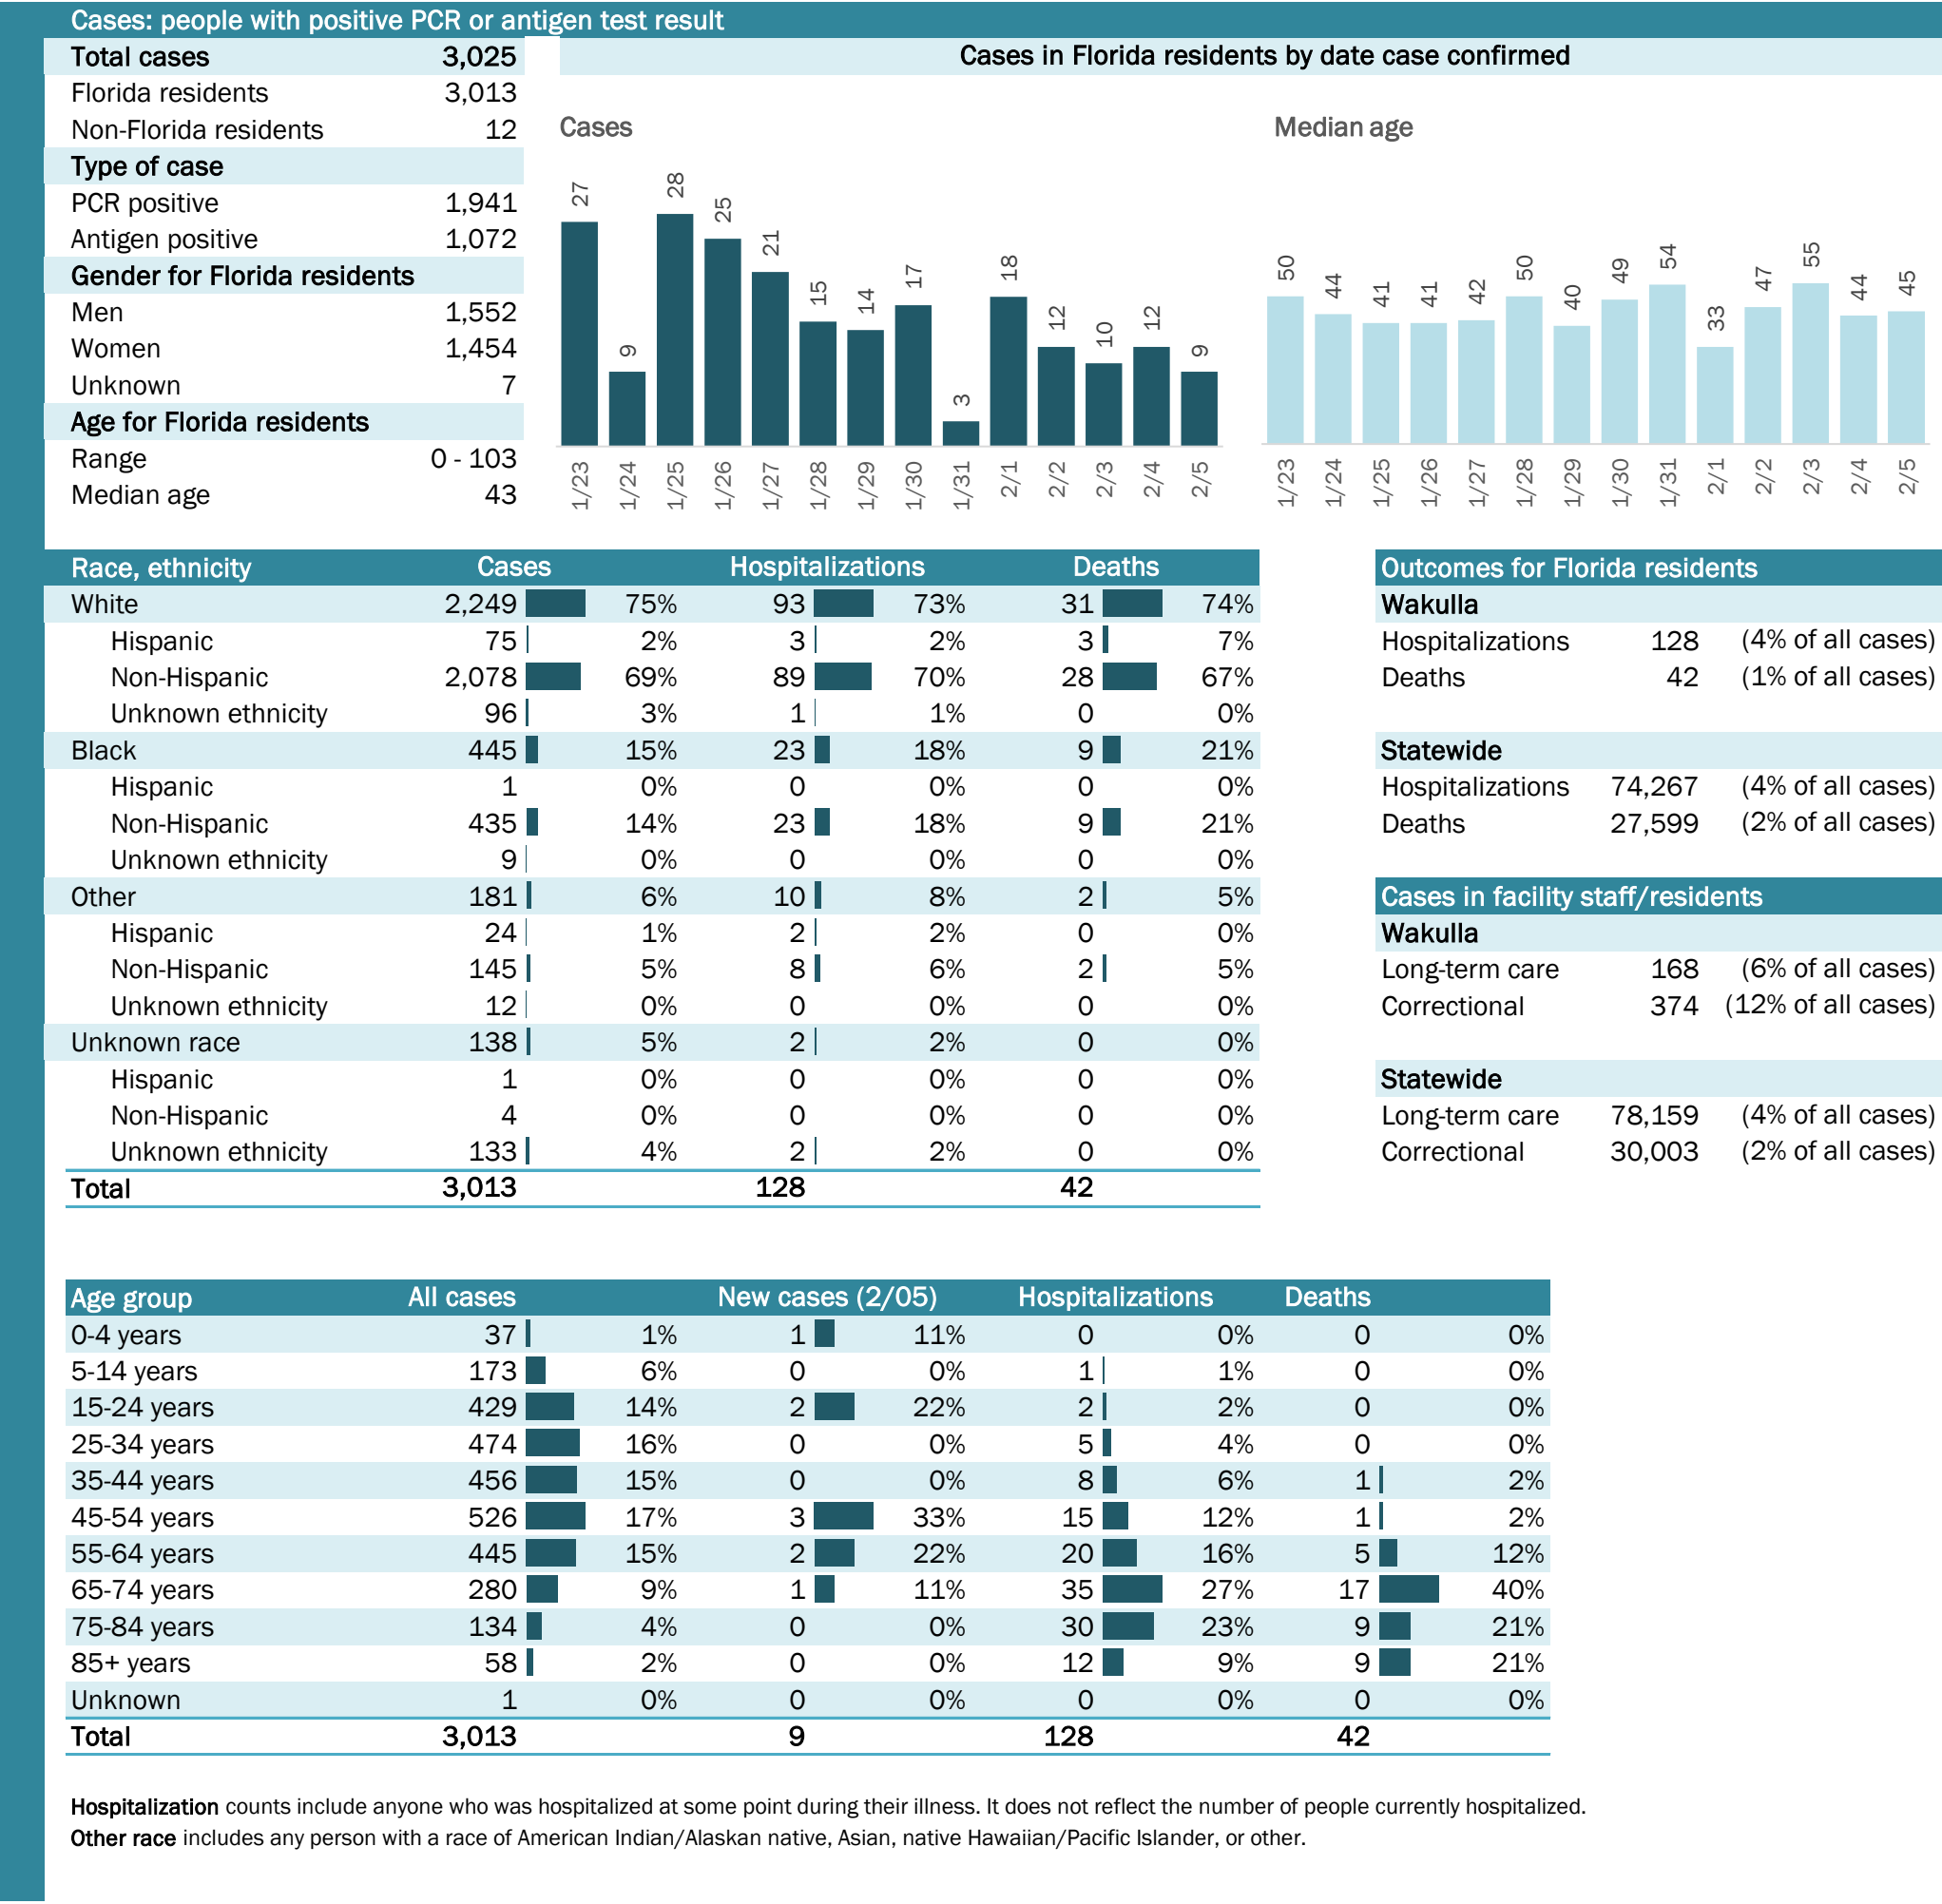 Cases: people with positive PCR or antigen test result
Total cases 3,025
Florida residents 3,013
Non-Florida residents 12
Type of case
PCR positive 1,941
Antigen positive 1,072
Gender for Florida residents
Men 1,552
Women 1,454
Unknown 7
Age for Florida residents
Range 0 - 103
Median age 43
Cases in Florida residents by date case confirmed
Cases
27 9 28 25 21 15 14 17 3 18 12 10 12 9
1/23 1/24 1/25 1/26 1/27 1/28 1/29 1/30 1/31 2/1 2/2 2/3 2/4 2/5
Median age
50 44 41 41 42 50 40 49 54 33 47 55 44 45
1/23 1/24 1/25 1/26 1/27 1/28 1/29 1/30 1/31 2/1 2/2 2/3 2/4 2/5
Race, ethnicity Cases Hospitalizations Deaths
White 2,249 75% 93 73% 31 74%
Hispanic 75 2% 3 2% 3 7%
Non-Hispanic 2,078 69% 89 70% 28 67%
Unknown ethnicity 96 3% 1 1% 0 0%
Black 445 15% 23 18% 9 21%
Hispanic 1 0% 0 0% 0 0%
Non-Hispanic 435 14% 23 18% 9 21%
Unknown ethnicity 9 0% 0 0% 0 0%
Other 181 6% 10 8% 2 5%
Hispanic 24 1% 2 2% 0 0%
Non-Hispanic 145 5% 8 6% 2 5%
Unknown ethnicity 12 0% 0 0% 0 0%
Unknown race 138 5% 2 2% 0 0%
Hispanic 1 0% 0 0% 0 0%
Non-Hispanic 4 0% 0 0% 0 0%
Unknown ethnicity 133 4% 2 2% 0 0%
Total 3,013 128 42
Outcomes for Florida residents
Wakulla
Hospitalizations 128 (4% of all cases)
Deaths 42 (1% of all cases)
Statewide
Hospitalizations 74,267 (4% of all cases)
Deaths 27,599 (2% of all cases)
Cases in facility staff/residents
Wakulla
Long-term care 168 (6% of all cases)
Correctional 374 (12% of all cases)
Statewide
Long-term care 78,159 (4% of all cases)
Correctional 30,003 (2% of all cases)
Age group All cases New cases (2/05) Hospitalizations Deaths
0-4 years 37 1% 1 11% 0 0% 0 0%
5-14 years 173 6% 0 0% 1 1% 0 0%
15-24 years 429 14% 2 22% 2 2% 0 0%
25-34 years 474 16% 0 0% 5 4% 0 0%
35-44 years 456 15% 0 0% 8 6% 1 2%
45-54 years 526 17% 3 33% 15 12% 1 2%
55-64 years 445 15% 2 22% 20 16% 5 12%
65-74 years 280 9% 1 11% 35 27% 17 40%
75-84 years 134 4% 0 0% 30 23% 9 21%
85+ years 58 2% 0 0% 12 9% 9 21%
Unknown 1 0% 0 0% 0 0% 0 0%
Total 3,013 9 128 42
Hospitalization counts include anyone who was hospitalized at some point during their illness. It does not reflect the number of people currently hospitalized.
Other race includes any person with a race of American Indian/Alaskan native, Asian, native Hawaiian/Pacific Islander, or other.